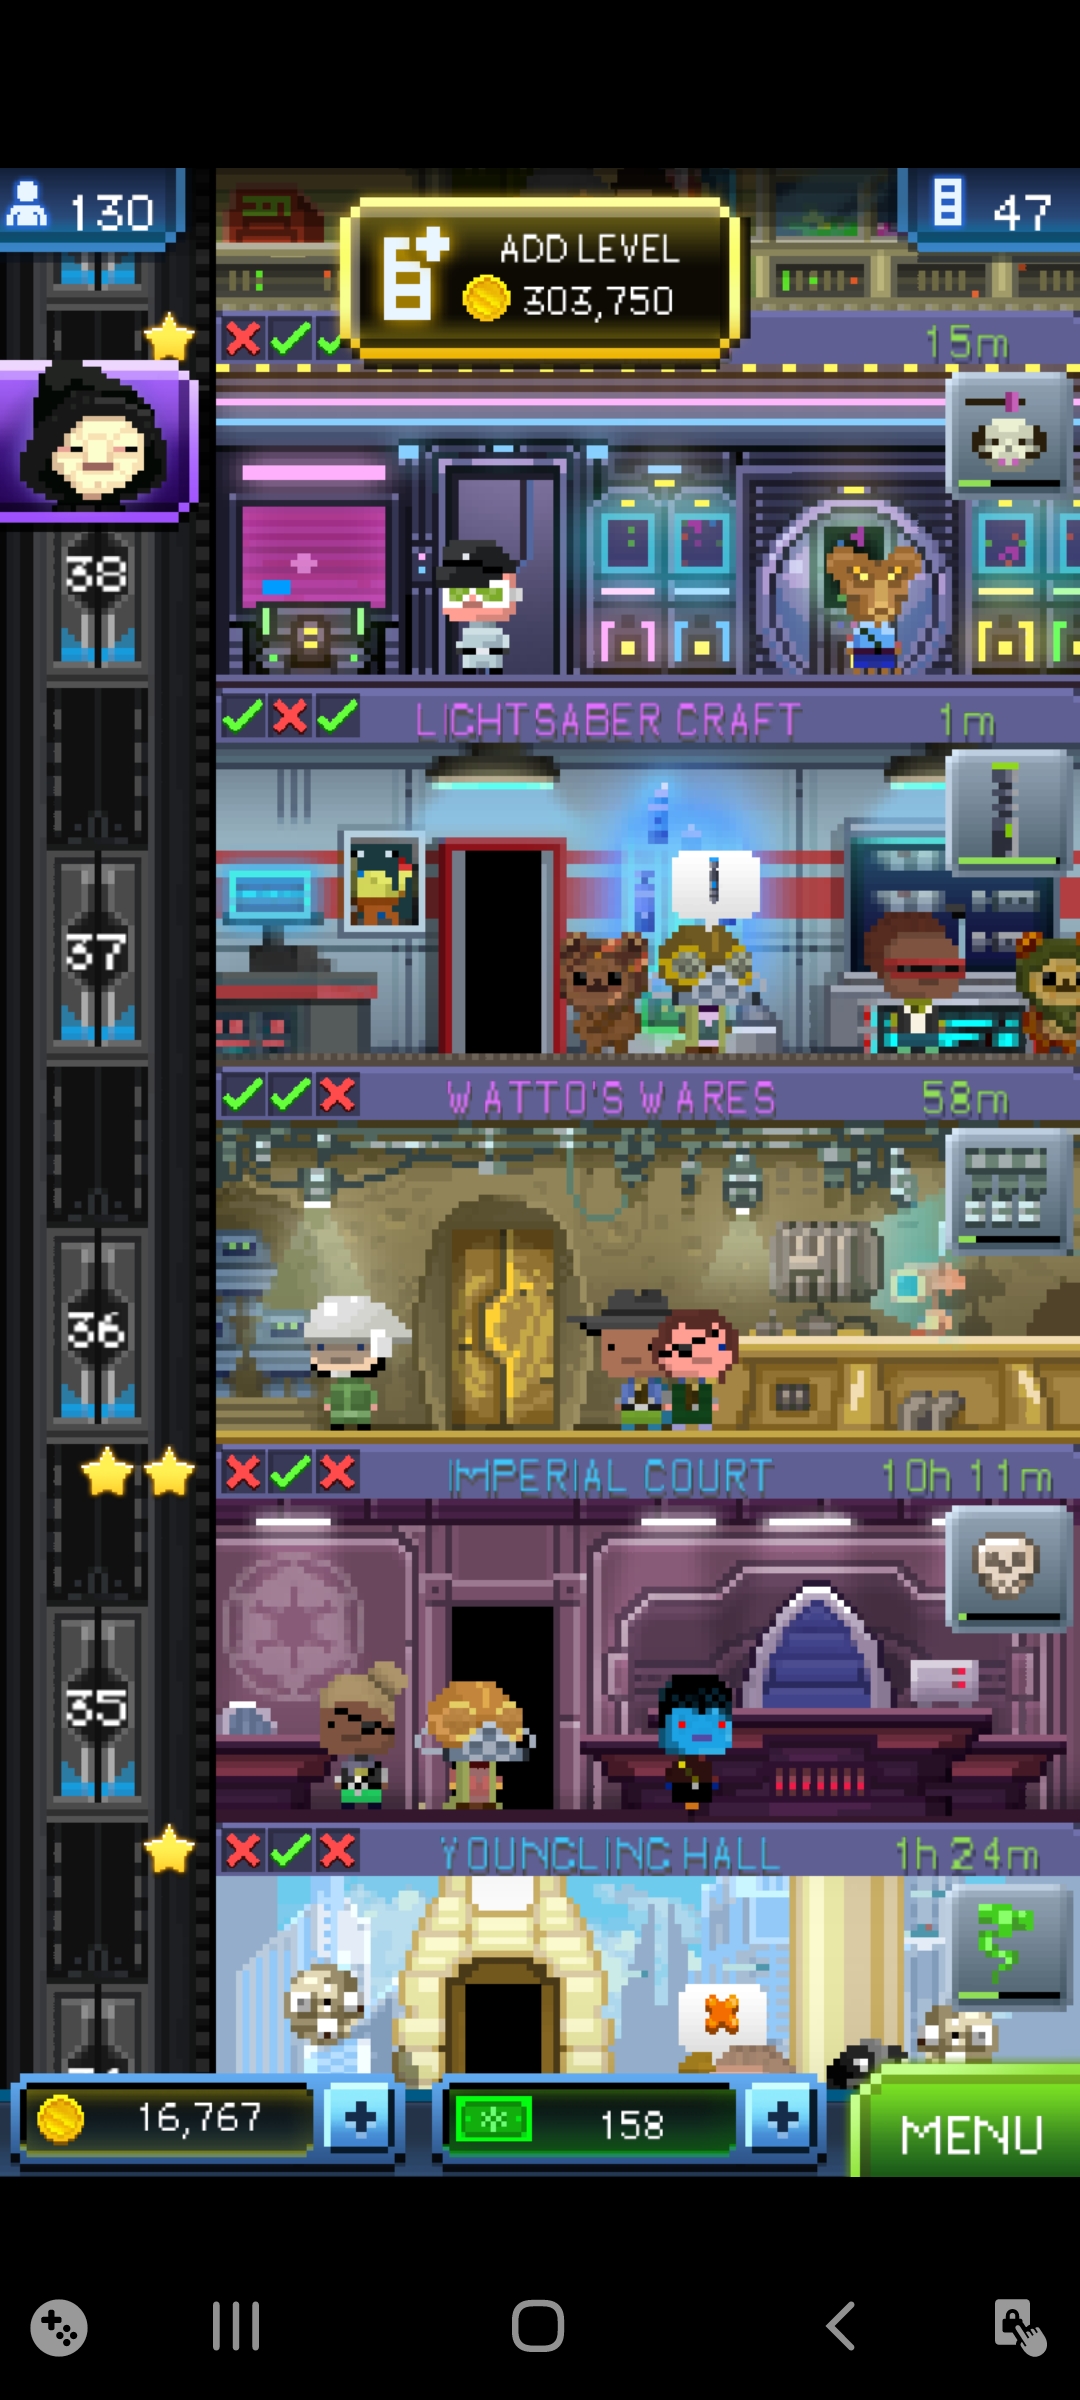 130
47
ADD LEVEL
303,750
15m
38
LIGHTSABER CRAFT
1m
37
WATTO'S WARES
58m
36
IMPERIAL COURT
10h 11m
35
YOUNGLING HALL
1h 24m
16,767
158
MENU